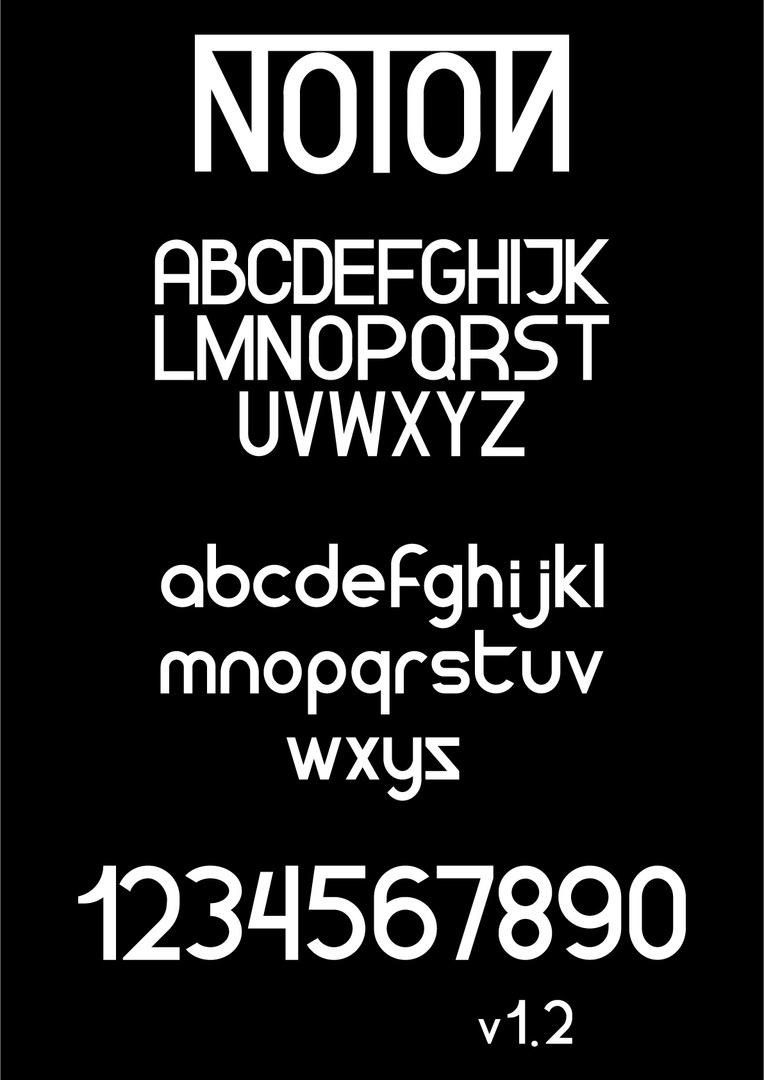 NOTON
ABCDEFGHIJK
LMNOPQRST
UVWXYZ
abcdefghijkl
mnopqrstuv
wxyz
1234567890
v1.2